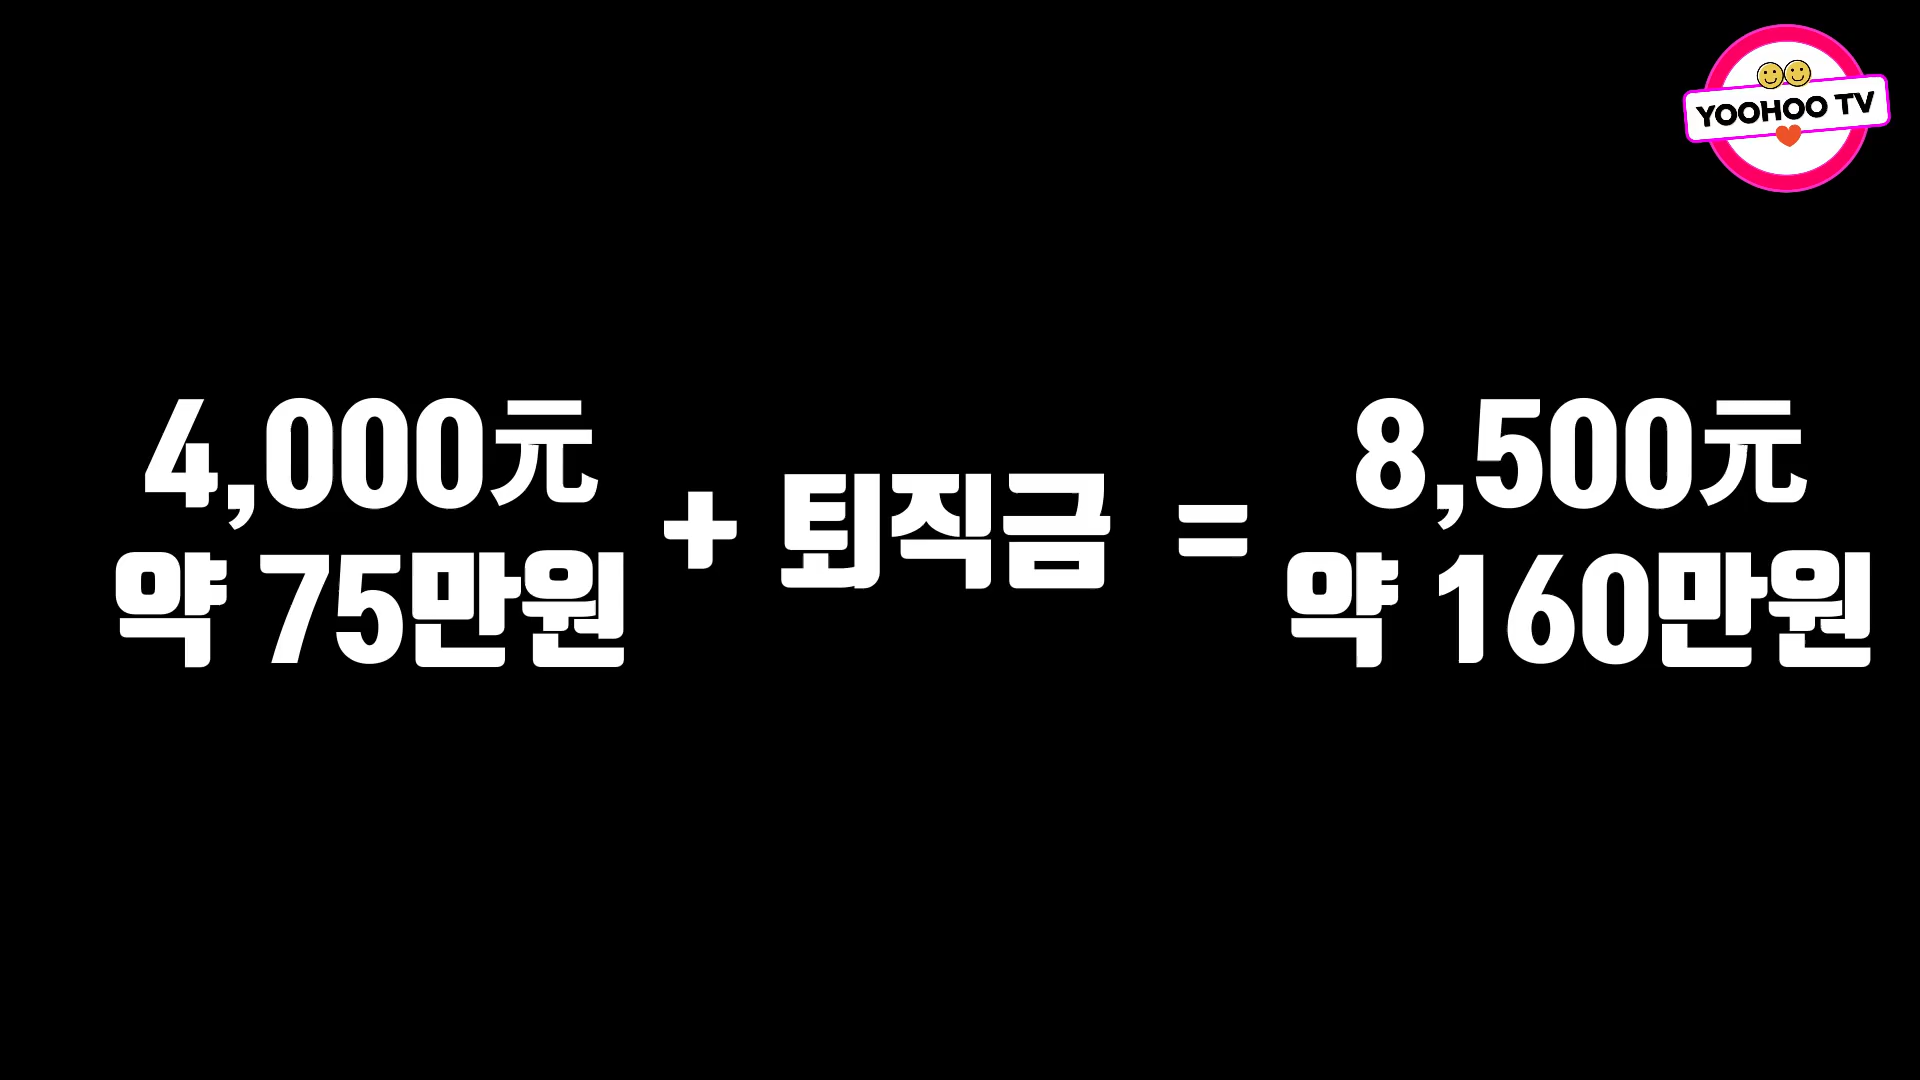 YOOHOO TV
4,000元
약 75만원
+ 퇴직금 =
8,500元
약 160만원